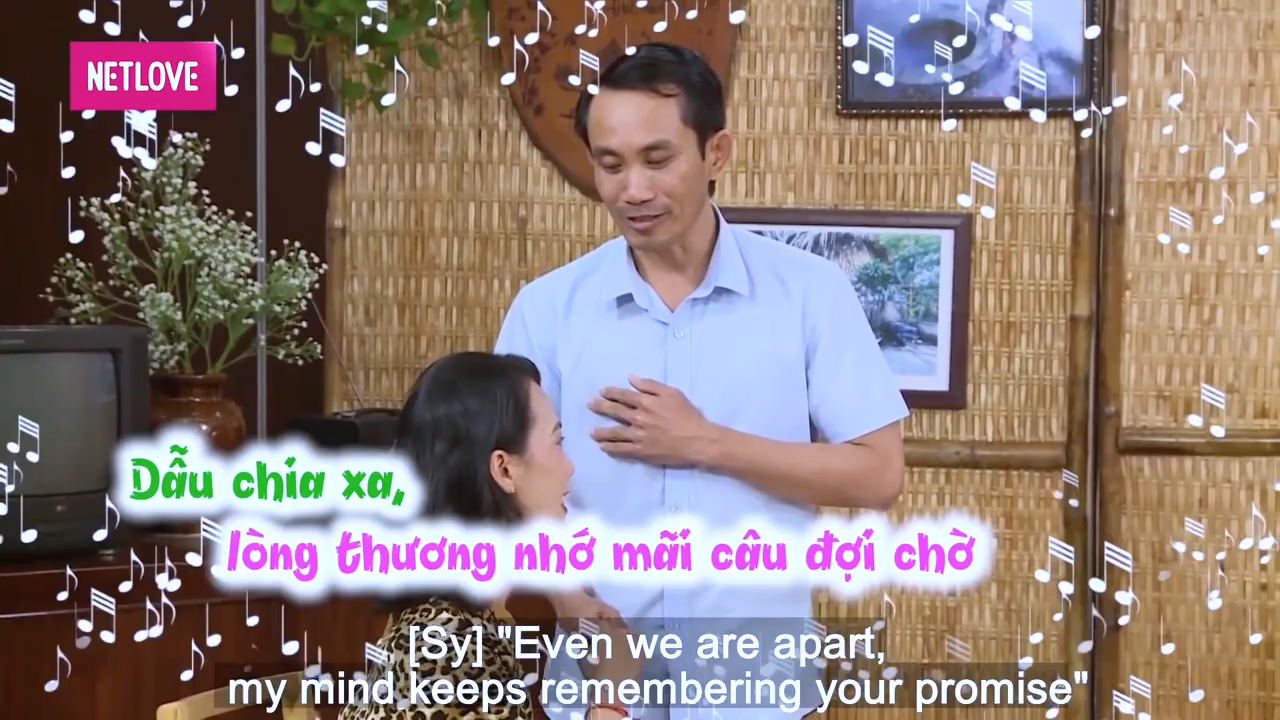 NETLOVE
Dẫu chia xa,
lòng thương nhớ mãi câu đợi chờ
[Sy] "Even we are apart,
my mind keeps remembering your promise"